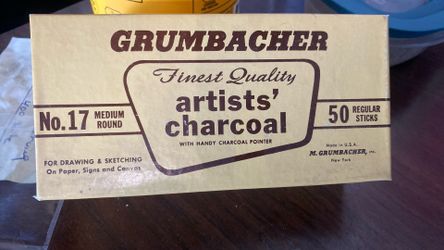 GRUMBACHER
Finest Quality
artists'
charcoal
WITH HANDY CHARCOAL POINTER
No.17 MEDIUM ROUND
50 REGULAR STICKS
FOR DRAWING & SKETCHING
On Paper, Signs and Canvas
Made in U.S.A.
M. GRUMBACHER, INC.
New York